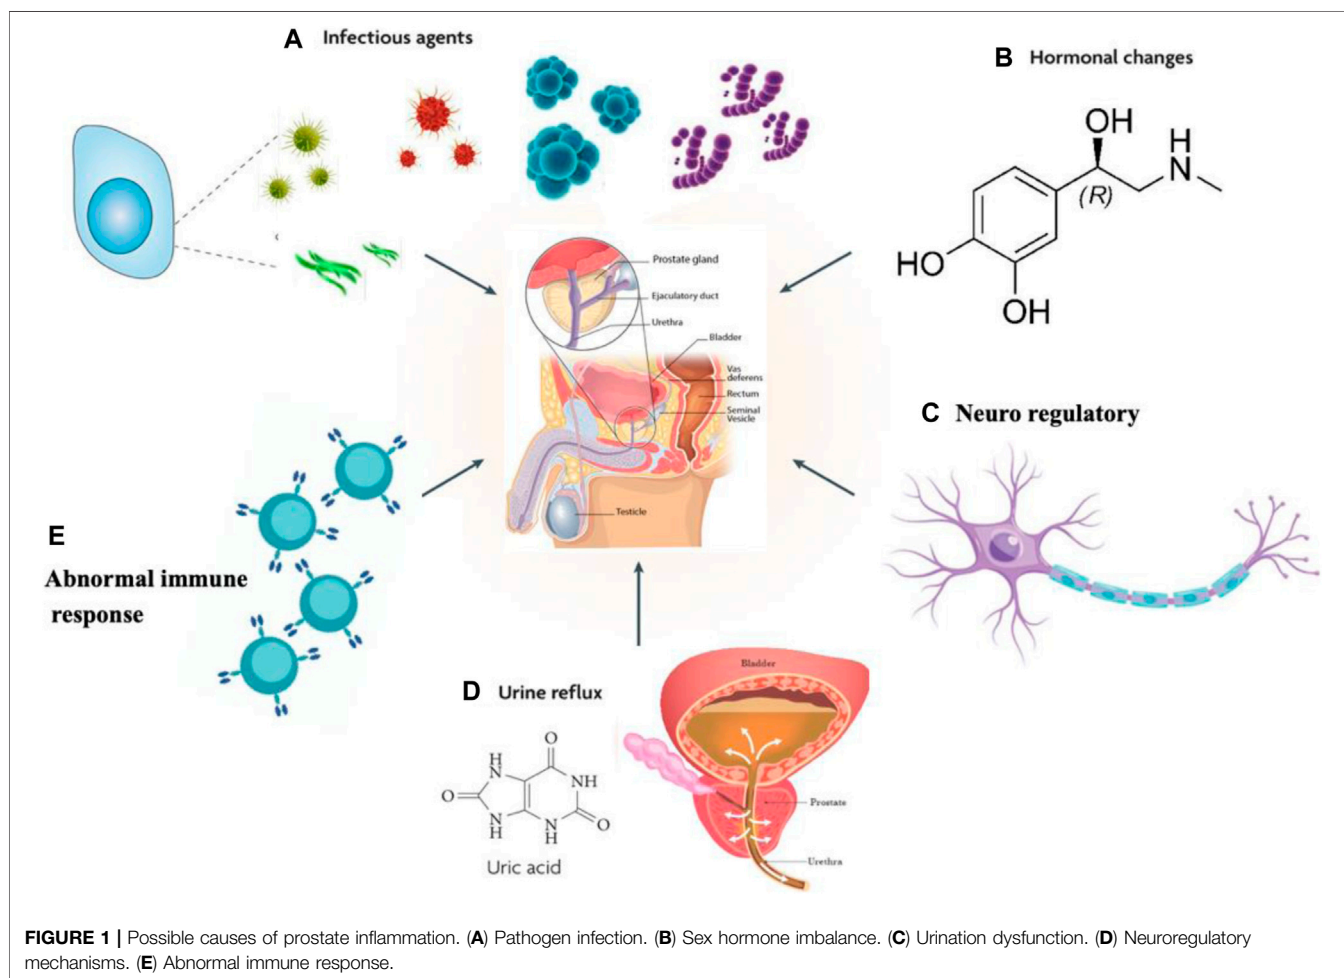 A Infectious agents
B Hormonal changes
OH
H
N
(R)
HO
OH
Prostate gland
Ejaculatory duct
Urethra
Bladder
Vas
deferens
Rectum
Seminal
Vesicle
Testicle
C Neuro regulatory
E
Abnormal immune
response
D Urine reflux
O
H
N
NH
O
N
H
N
H
O
Uric acid
Bladder
Prostate
Urethra
FIGURE 1 | Possible causes of prostate inflammation. (A) Pathogen infection. (B) Sex hormone imbalance. (C) Urination dysfunction. (D) Neuroregulatory
mechanisms. (E) Abnormal immune response.